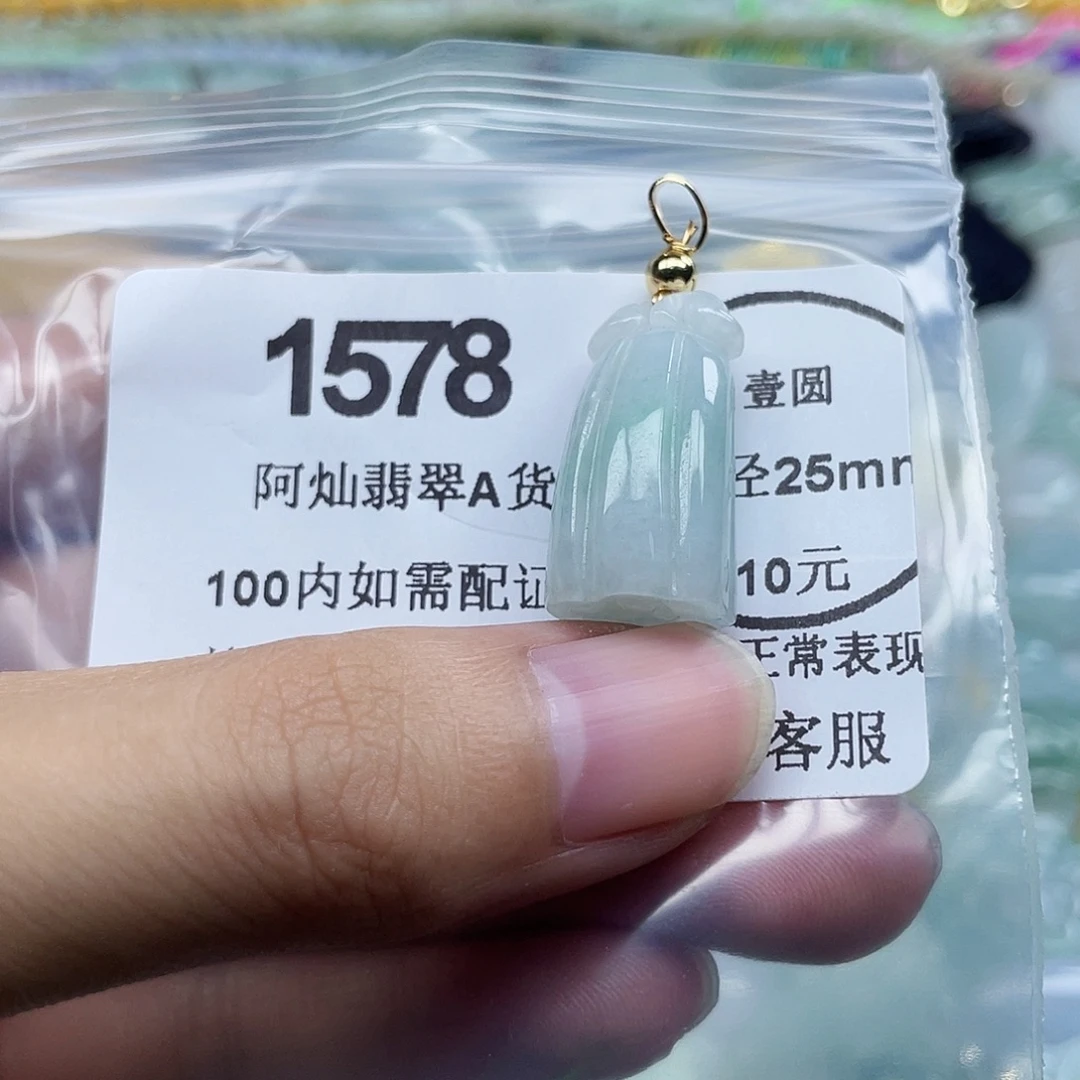 1578
壹圆
阿灿翡翠A货
径25mm
100内如需配证
10元
正常表现
客服